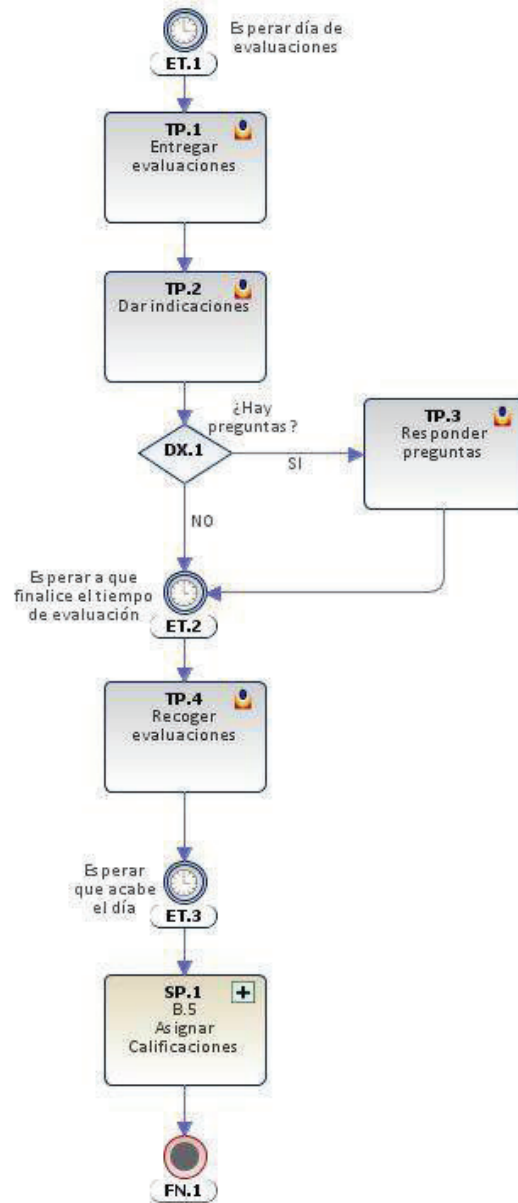 Esperar día de
evaluaciones
ET.1
TP.1
Entregar
evaluaciones
TP.2
Dar indicaciones
¿Hay
preguntas?
DX.1
SI
TP.3
Responder
preguntas
NO
Esperar a que
finalice el tiempo
de evaluación
ET.2
TP.4
Recoger
evaluaciones
Esperar
que acabe
el día
ET.3
SP.1
B.5
Asignar
Calificaciones
FN.1